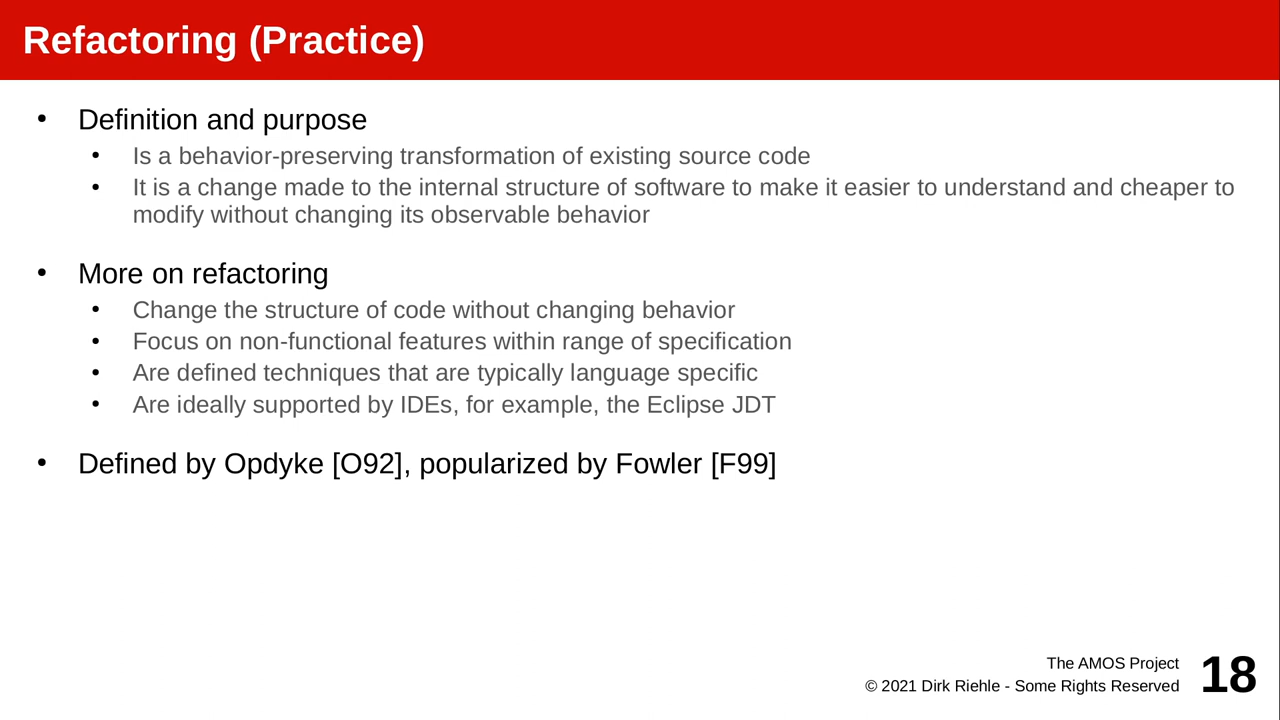 Refactoring (Practice)
• Definition and purpose
• Is a behavior-preserving transformation of existing source code
• It is a change made to the internal structure of software to make it easier to understand and cheaper to
modify without changing its observable behavior
• More on refactoring
• Change the structure of code without changing behavior
• Focus on non-functional features within range of specification
• Are defined techniques that are typically language specific
• Are ideally supported by IDEs, for example, the Eclipse JDT
• Defined by Opdyke [O92], popularized by Fowler [F99]
The AMOS Project
© 2021 Dirk Riehle - Some Rights Reserved
18